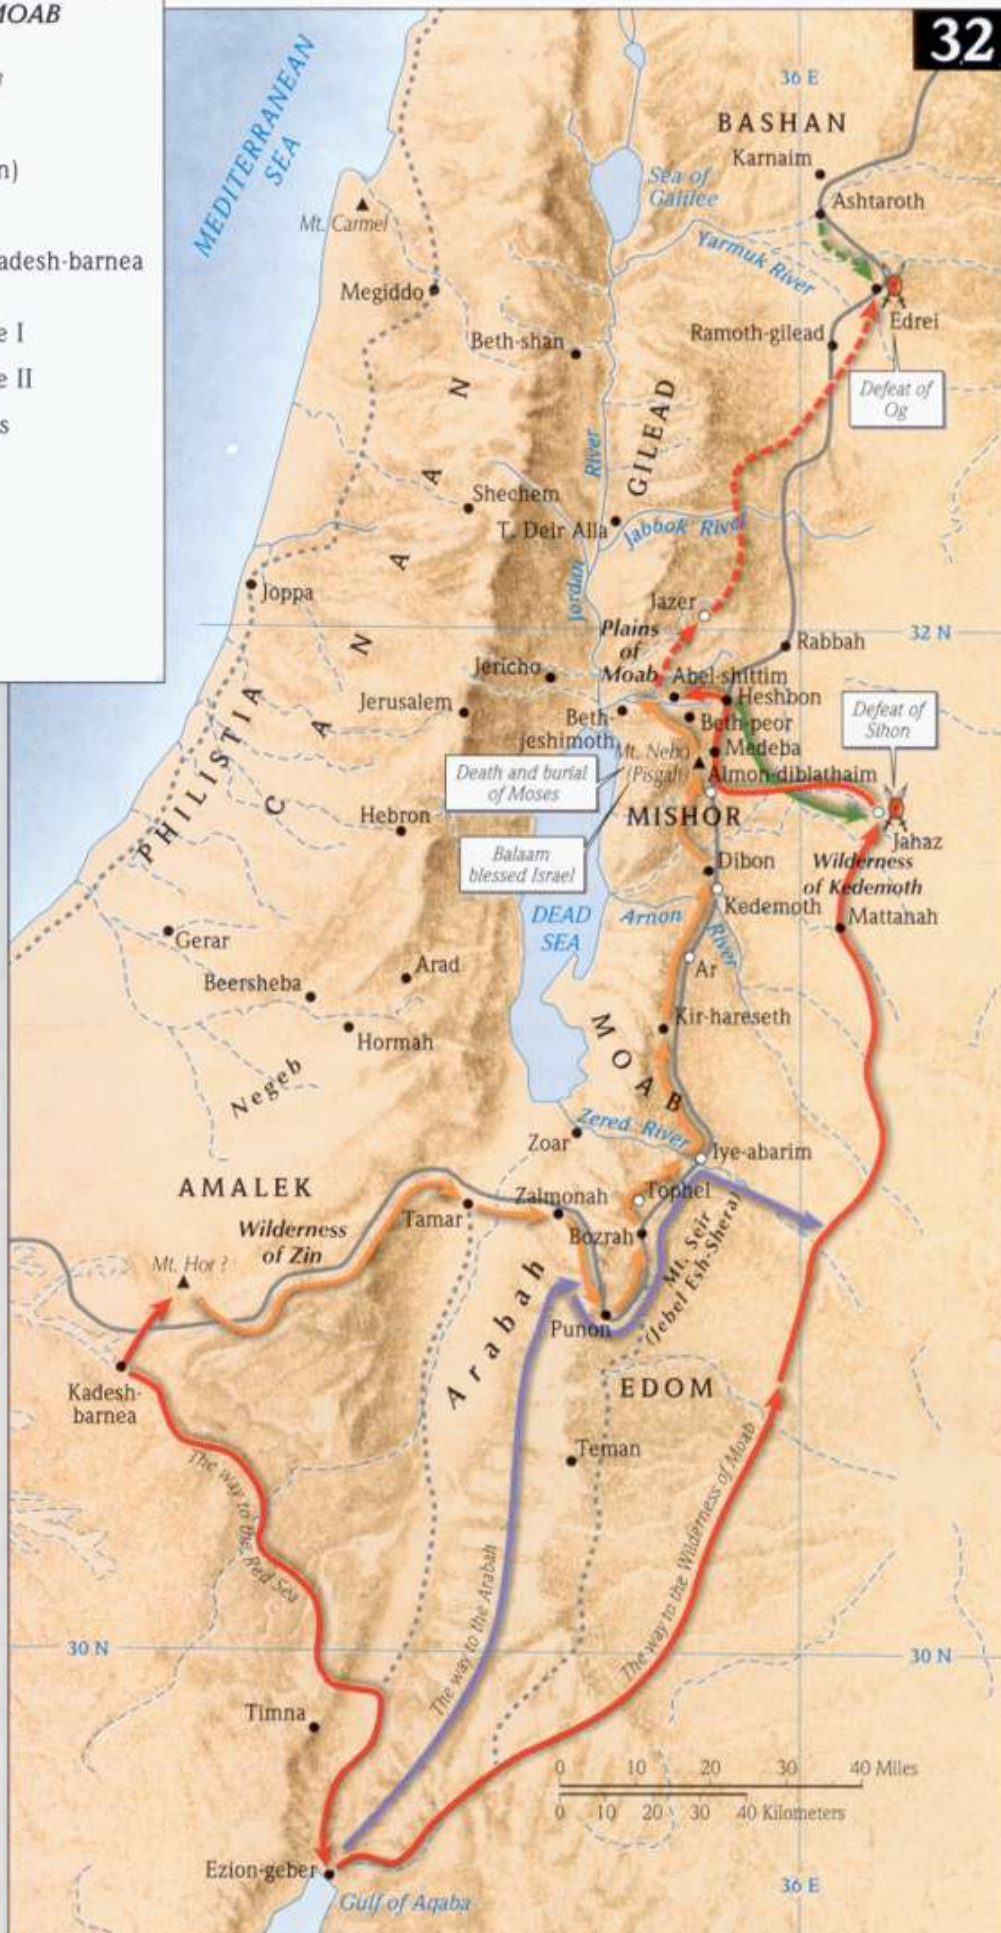 MOAB
n)
adesh-barnea
e I
e II
s
32
36 E
MEDITERRANEAN
SEA
BASHAN
Karnaim
Sea of
Galilee
Ashtaroth
Mt. Carmel
Yarmuk River
Megiddo
Edrei
Ramoth-gilead
Beth-shan
Defeat of
Og
CANAAN
GILEAD
Jordan River
Shechem
T. Deir Alla
Jabbok River
Joppa
Jazer
Plains
of
Moab
32 N
Rabbah
Jericho
Abel-shittim
Heshbon
Jerusalem
Beth-
jeshimoth
Beth-peor
Defeat of
Sihon
Medeba
Mt. Nebo
(Pisgah)
Death and burial
of Moses
Almon-diblathaim
PHILISTIA
MISHOR
Hebron
Jahaz
Balaam
blessed Israel
Dibon
Wilderness
of Kedemoth
Kedemoth
Mattanah
DEAD
SEA
Arnon River
Gerar
Arad
Ar
Beersheba
Kir-hareseth
Hormah
MOAB
Negeb
Zered River
Zoar
Iye-abarim
AMALEK
Zalmonah
Tophel
Tamar
Wilderness
of Zin
Bozrah
Mt. Seir
(Jebel Esh-Shera)
Mt. Hor ?
Arabah
Punon
Kadesh-
barnea
EDOM
Teman
The way to the Red Sea
The way to the Arabah
The way to the Wilderness of Moab
30 N
30 N
Timna
0 10 20 30 40 Miles
0 10 20 30 40 Kilometers
Ezion-geber
Gulf of Aqaba
36 E